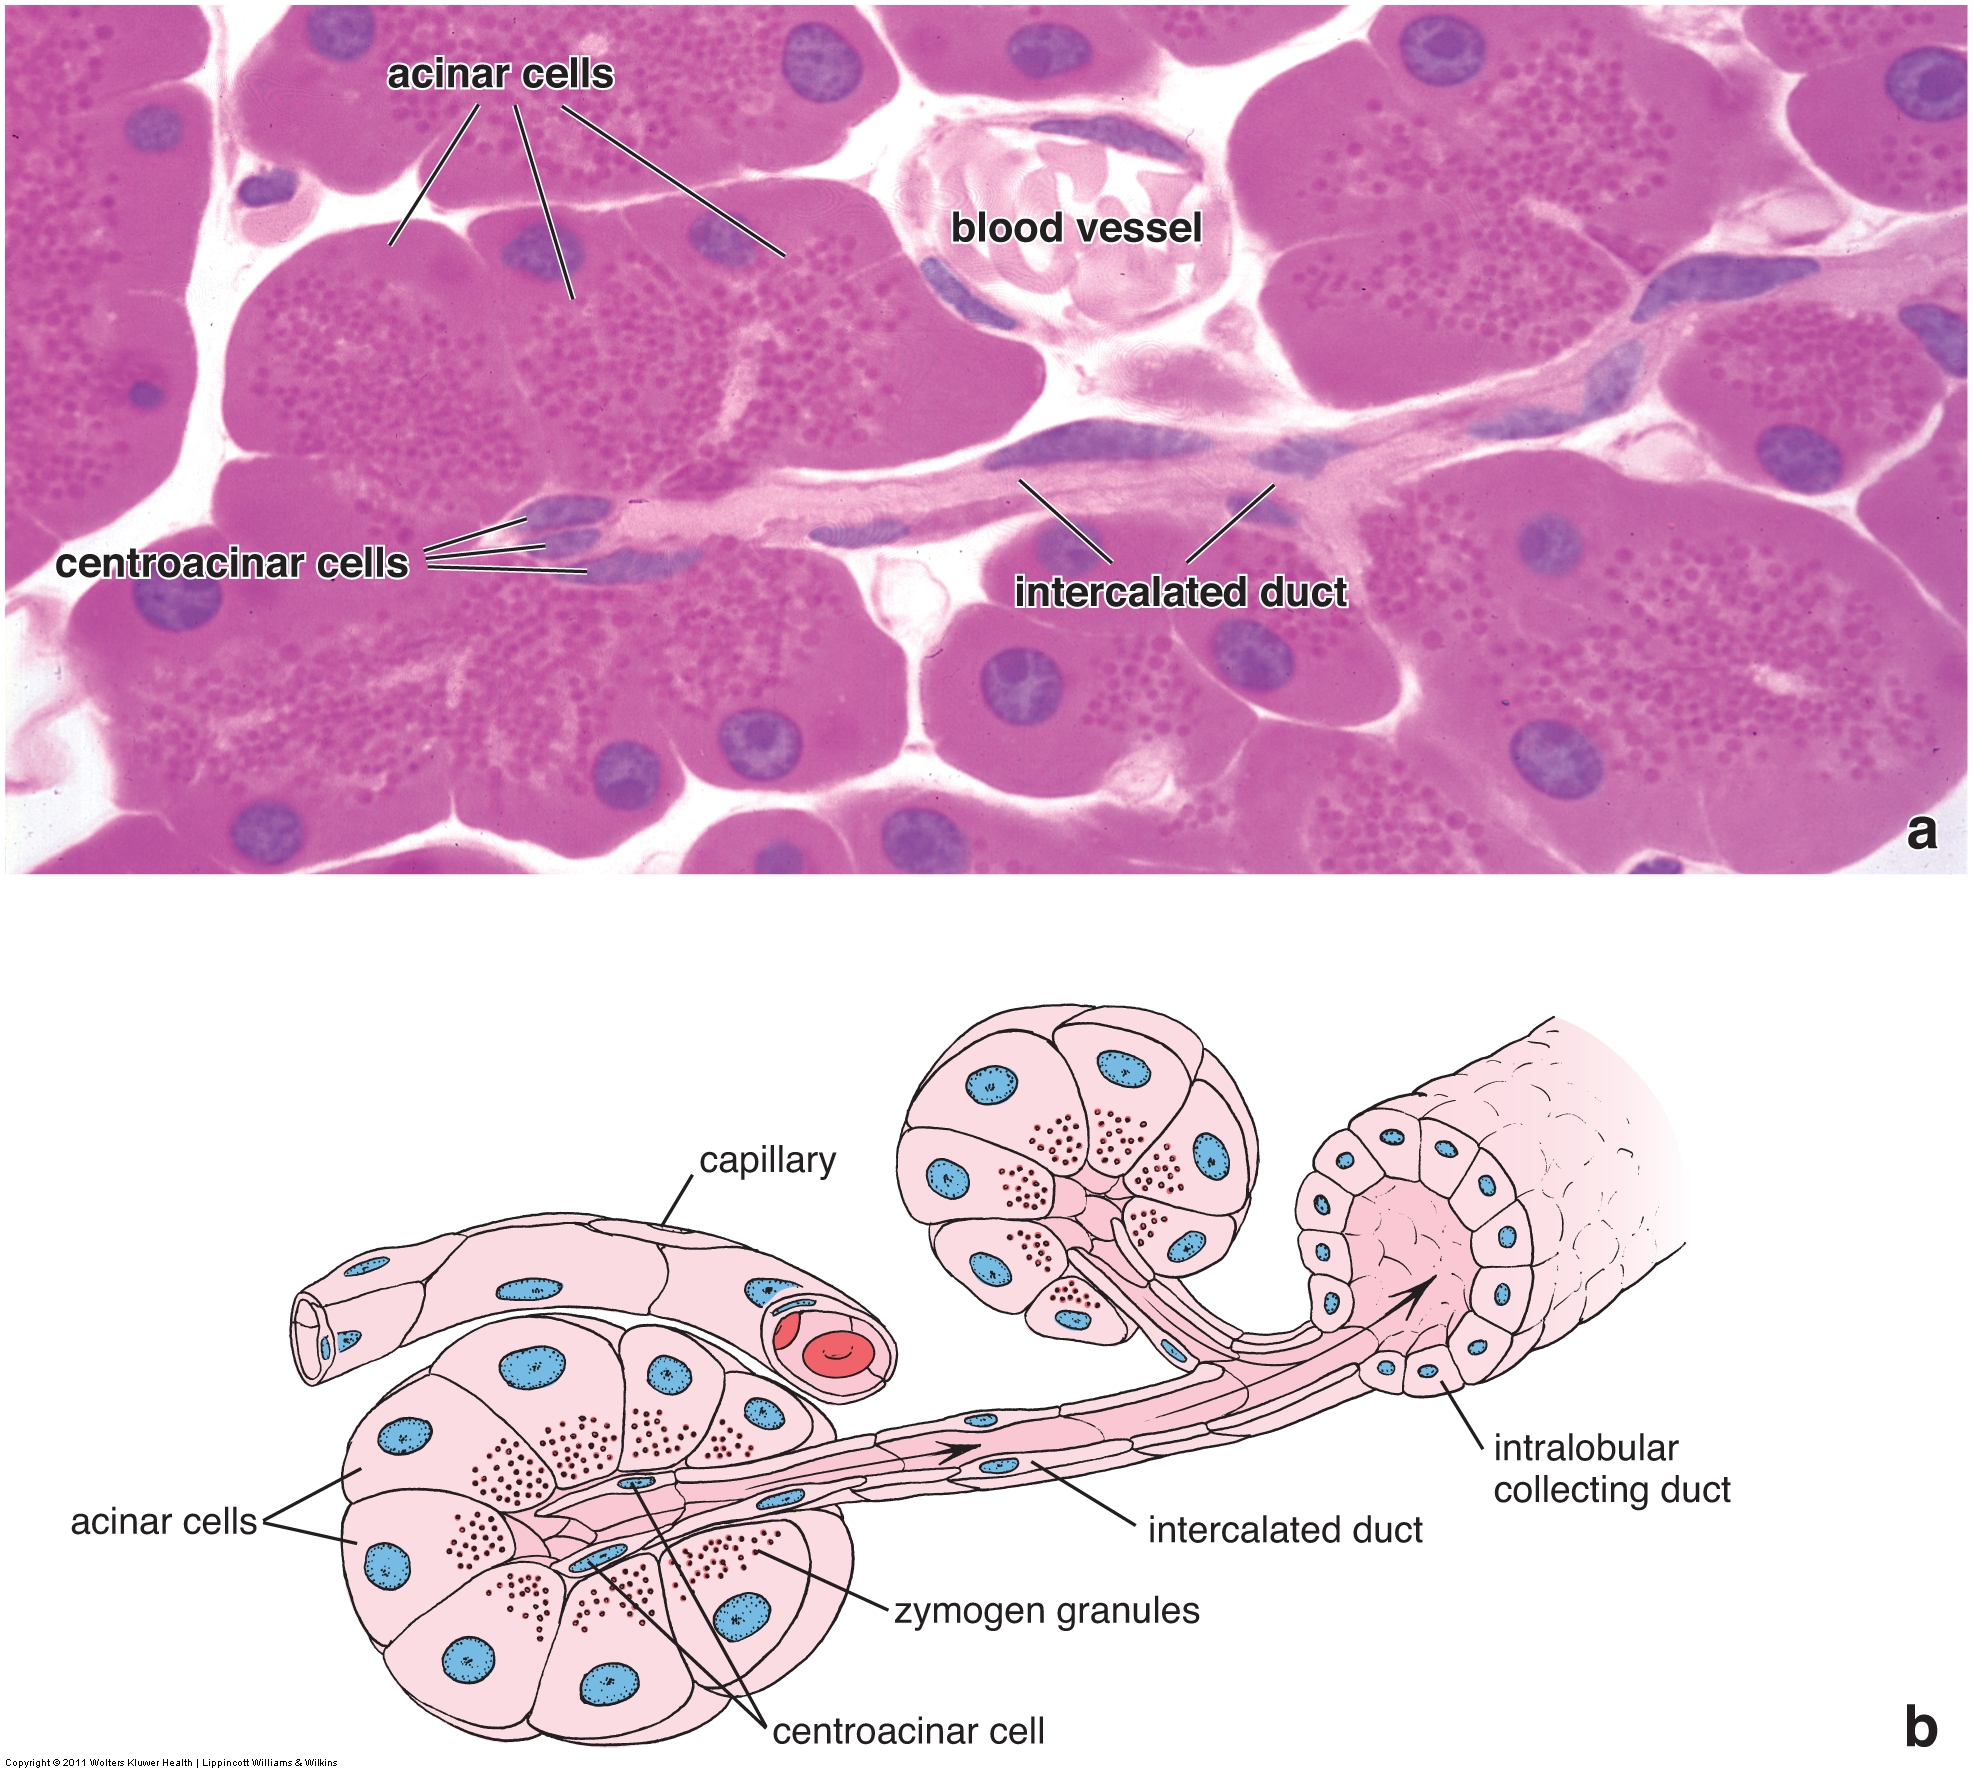 acinar cells
blood vessel
centroacinar cells
intercalated duct
a
capillary
intralobular
collecting duct
acinar cells
intercalated duct
zymogen granules
centroacinar cell
b
Copyright © 2011 Wolters Kluwer Health | Lippincott Williams & Wilkins